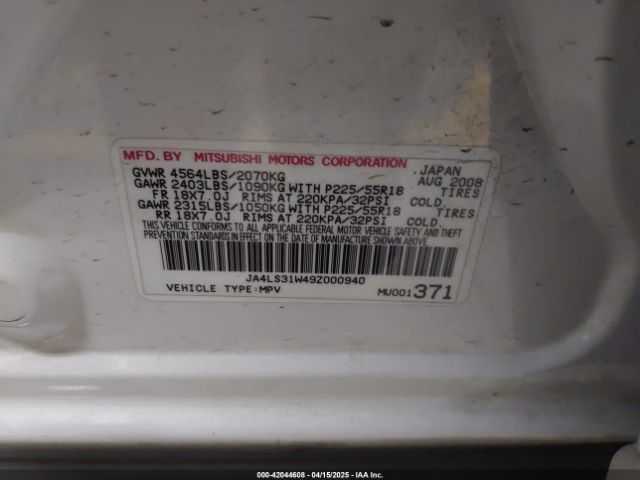 MFD. BY MITSUBISHI MOTORS CORPORATION
GVWR 4564LBS/2070KG JAPAN AUG 2008
GAWR 2403LBS/1090KG WITH P225/55R18 TIRES
FR 18X7.0J RIMS AT 220KPA/32PSI COLD.
GAWR 2315LBS/1050KG WITH P225/55R18 TIRES
RR 18X7.0J RIMS AT 220KPA/32PSI COLD.
THIS VEHICLE CONFORMS TO ALL APPLICABLE FEDERAL MOTOR VEHICLE SAFETY AND THEFT
PREVENTION STANDARDS IN EFFECT ON THE DATE OF MANUFACTURE SHOWN ABOVE.
JA4LS31W49Z000940
VEHICLE TYPE:MPV MU001371
000-42044608 - 04/15/2025 - IAA Inc.